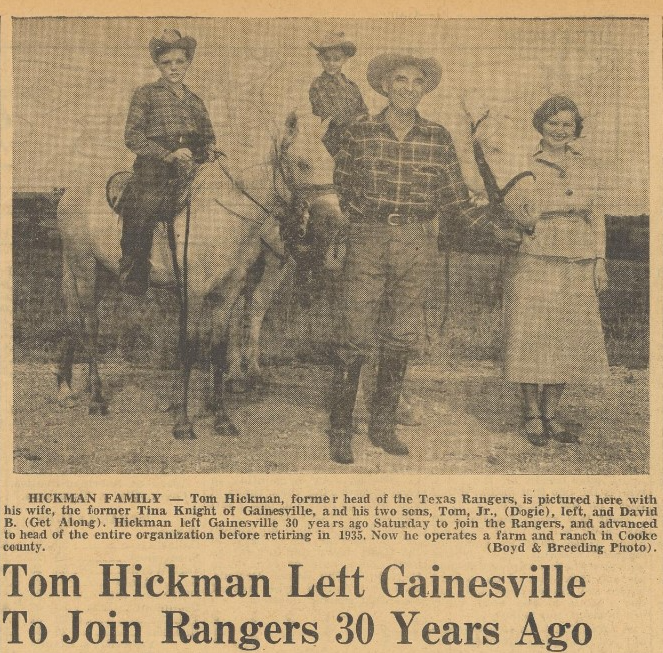 HICKMAN FAMILY — Tom Hickman, former head of the Texas Rangers, is pictured here with
his wife, the former Tina Knight of Gainesville, and his two sens, Tom, Jr., (Dogie), left, and David
B. (Get Along). Hickman left Gainesville 30 years ago Saturday to join the Rangers, and advanced
to head of the entire organization before retiring in 1935. Now he operates a farm and ranch in Cooke
county. (Boyd & Breeding Photo).
Tom Hickman Left Gainesville
To Join Rangers 30 Years Ago